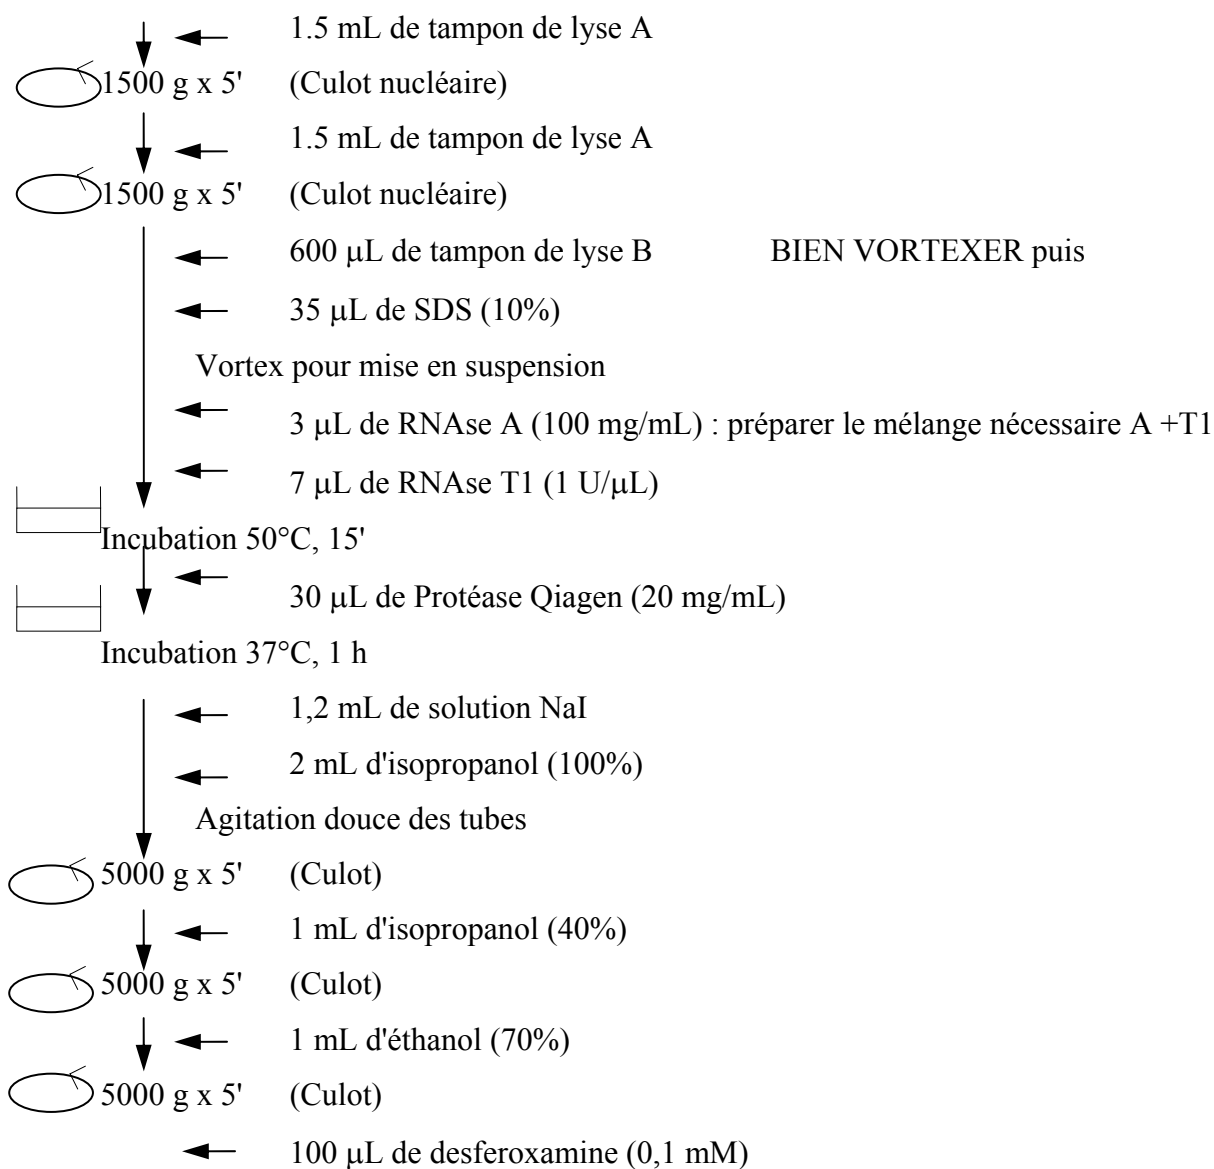 1.5 mL de tampon de lyse A
1500 g x 5' (Culot nucléaire)
1.5 mL de tampon de lyse A
1500 g x 5' (Culot nucléaire)
600 μL de tampon de lyse B BIEN VORTEXER puis
35 μL de SDS (10%)
Vortex pour mise en suspension
3 μL de RNAse A (100 mg/mL) : préparer le mélange nécessaire A +T1
7 μL de RNAse T1 (1 U/μL)
Incubation 50°C, 15'
30 μL de Protéase Qiagen (20 mg/mL)
Incubation 37°C, 1 h
1,2 mL de solution NaI
2 mL d'isopropanol (100%)
Agitation douce des tubes
5000 g x 5' (Culot)
1 mL d'isopropanol (40%)
5000 g x 5' (Culot)
1 mL d'éthanol (70%)
5000 g x 5' (Culot)
100 μL de desferoxamine (0,1 mM)